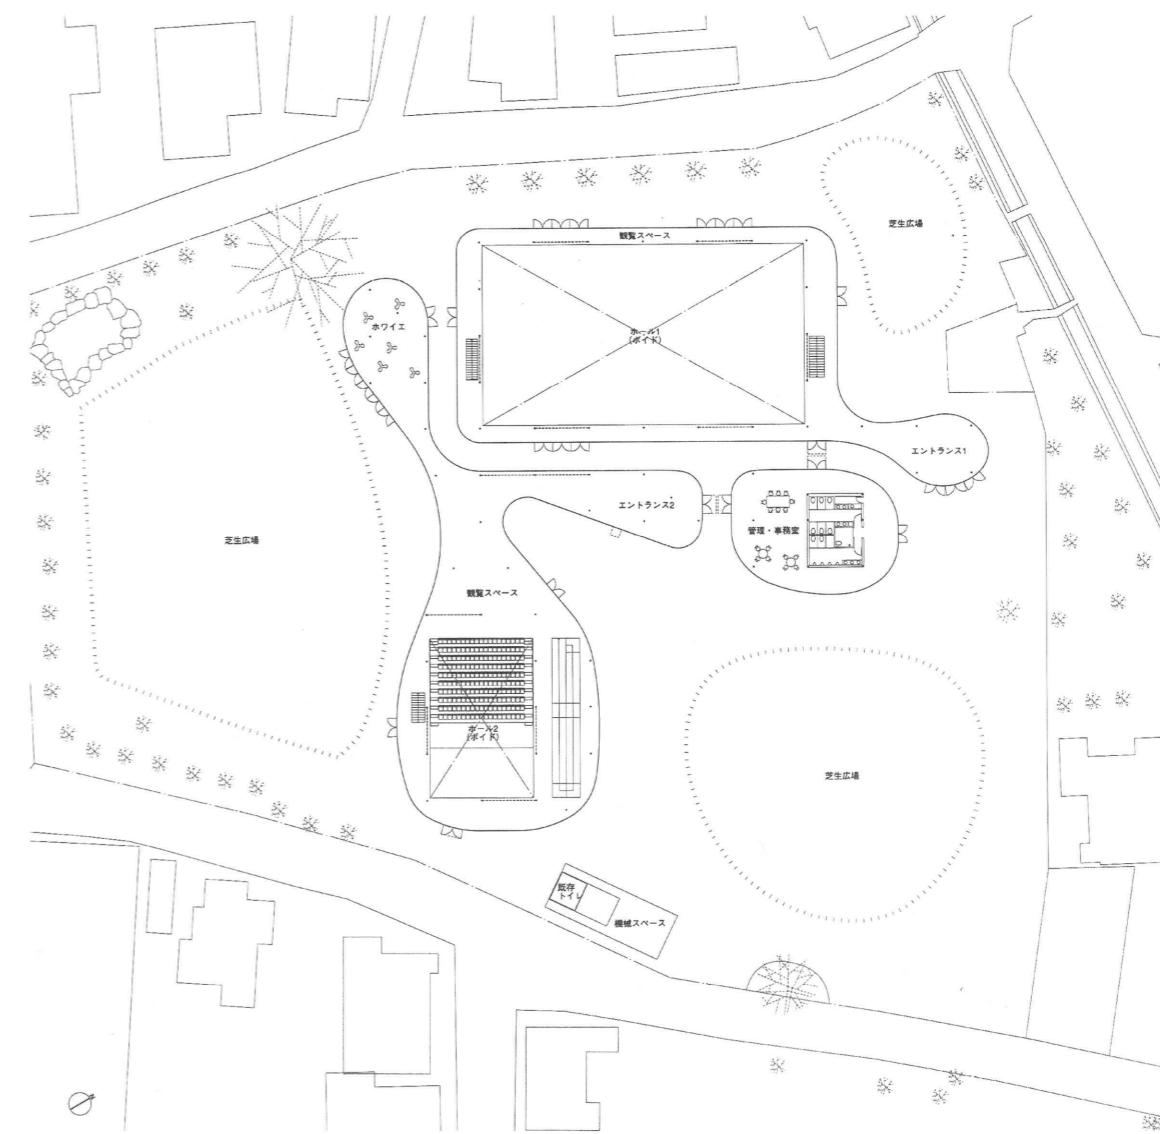 芝生広場
観覧スペース
ホワイエ
ホール1
(ボイド)
エントランス1
エントランス2
管理・事務室
芝生広場
観覧スペース
ホール2
(ボイド)
芝生広場
既存
トイレ
機械スペース